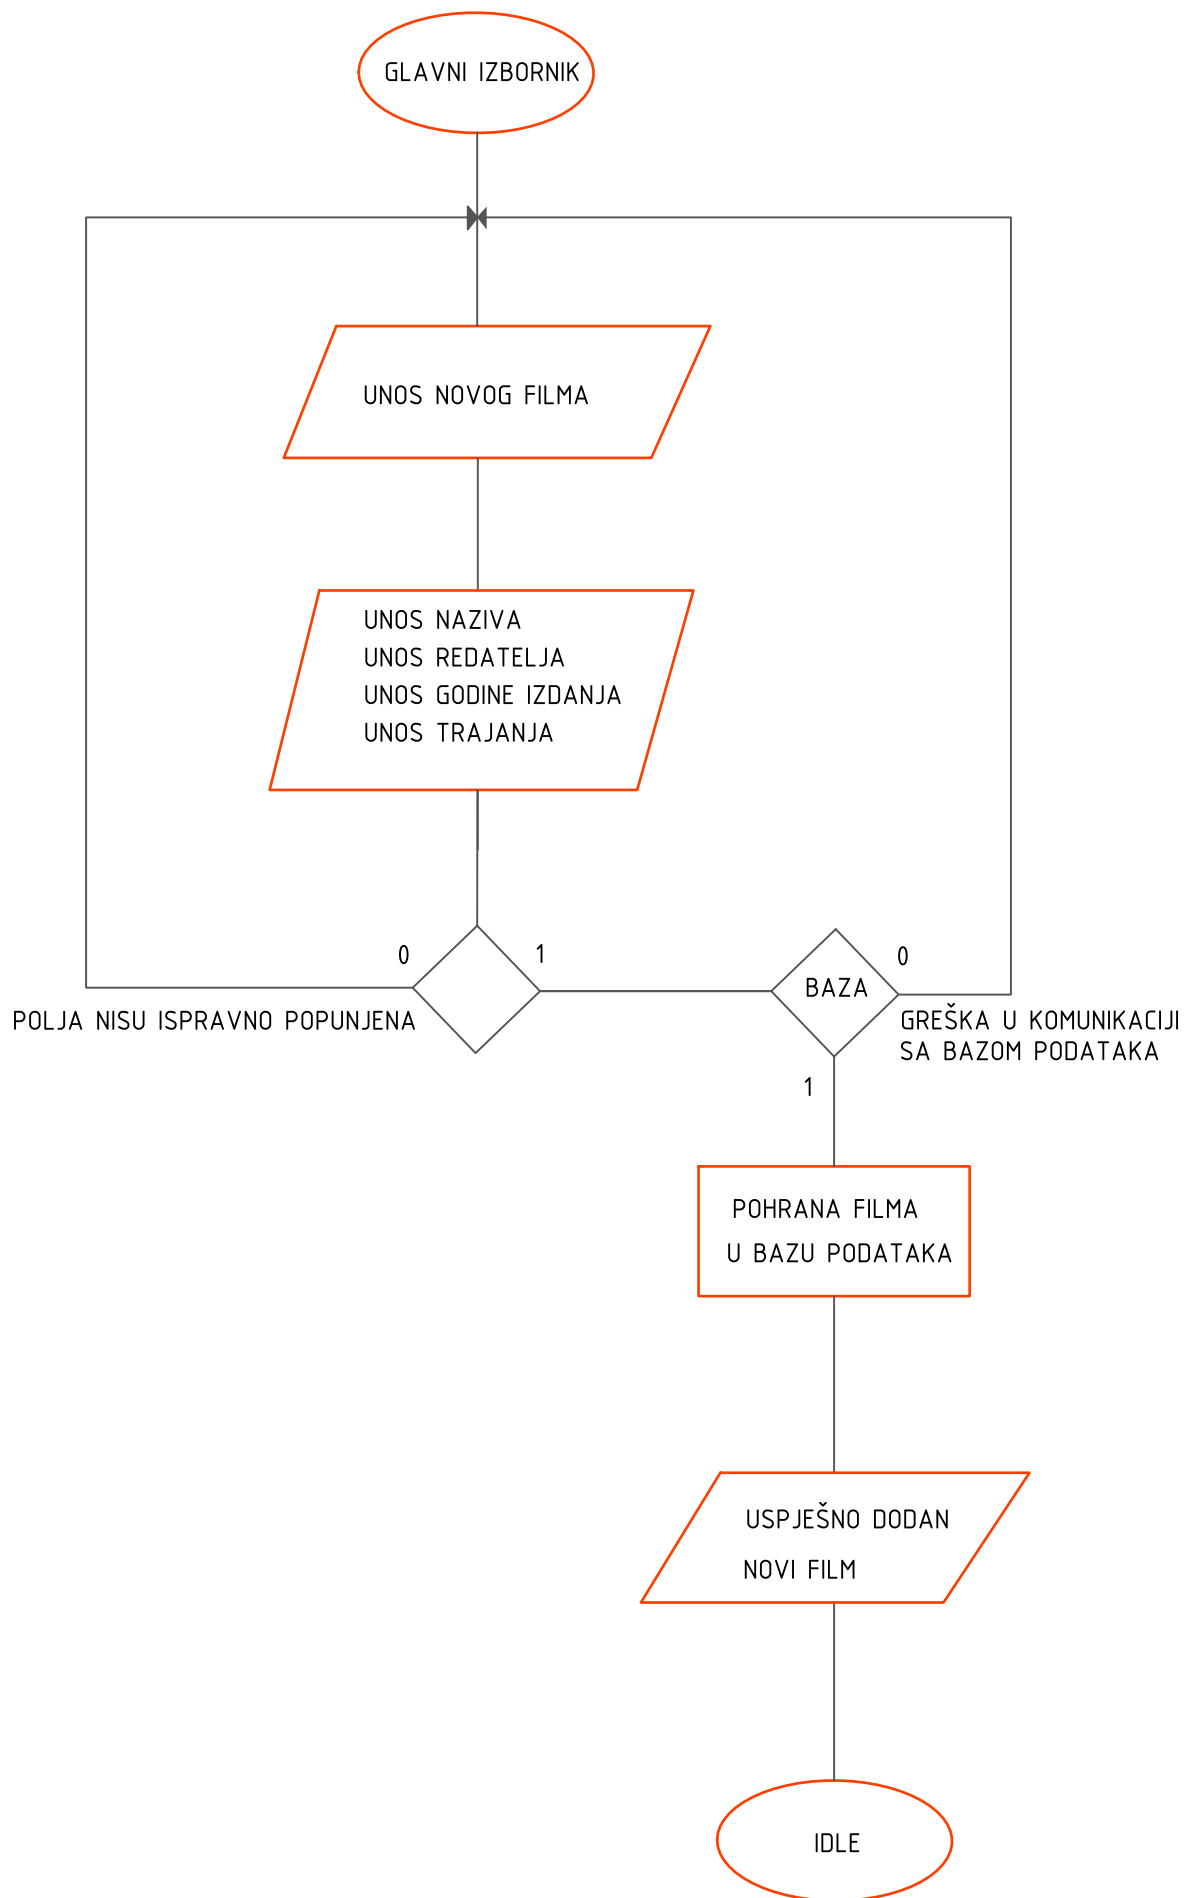 GLAVNI IZBORNIK
UNOS NOVOG FILMA
UNOS NAZIVA
UNOS REDATELJA
UNOS GODINE IZDANJA
UNOS TRAJANJA
0
1
POLJA NISU ISPRAVNO POPUNJENA
BAZA
0
GREŠKA U KOMUNIKACIJI
SA BAZOM PODATAKA
1
POHRANA FILMA
U BAZU PODATAKA
USPJEŠNO DODAN
NOVI FILM
IDLE